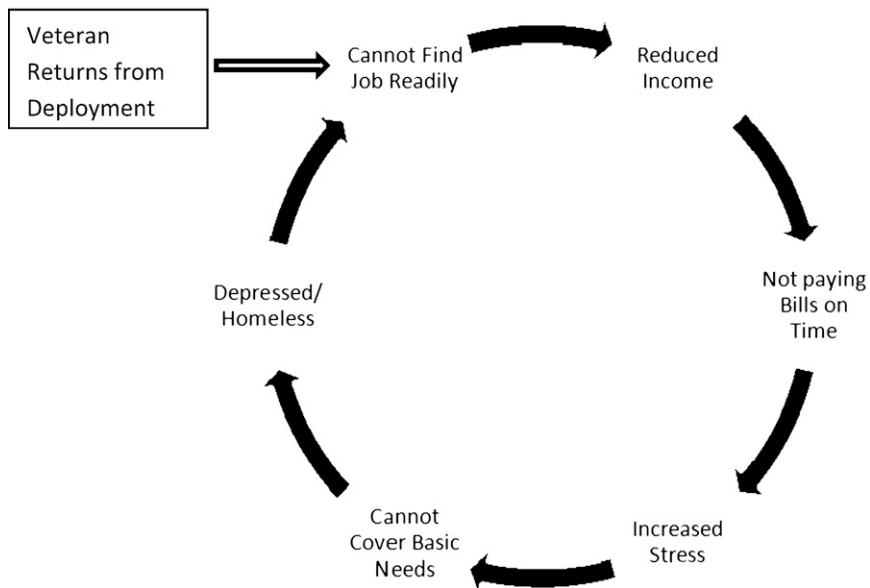 Veteran
Returns from
Deployment
Cannot Find
Job Readily
Reduced
Income
Not paying
Bills on
Time
Increased
Stress
Cannot
Cover Basic
Needs
Depressed/
Homeless